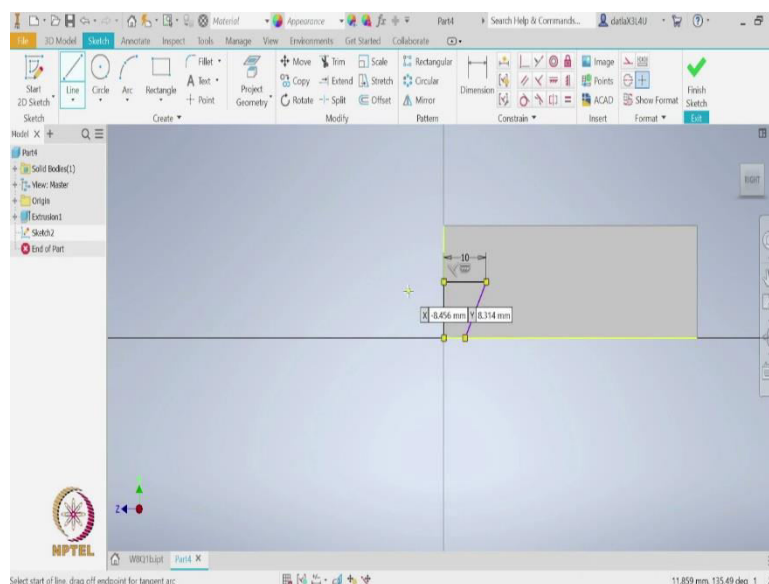 Material Appearance fx Part4 Search Help & Commands... datlaX3L4U
File 3D Model Sketch Annotate Inspect Tools Manage View Environments Get Started Collaborate
Start 2D Sketch Line Circle Arc Rectangle Fillet Text Point Project Geometry
Move Trim Scale Copy Extend Stretch Rotate Split Offset
Rectangular Circular Mirror Dimension Image Points ACAD Show Format Finish Sketch
Sketch Create Modify Pattern Constrain Insert Format Exit
Model X +
Part4
Solid Bodies(1)
View: Master
Origin
Extrusion1
Sketch2
End of Part
RIGHT
10
X -8.456 mm Y 8.314 mm
Z
NPTEL
W8Q1b.ipt Part4 X
Select start of line, drag off endpoint for tangent arc
11.859 mm, 135.49 deg 1